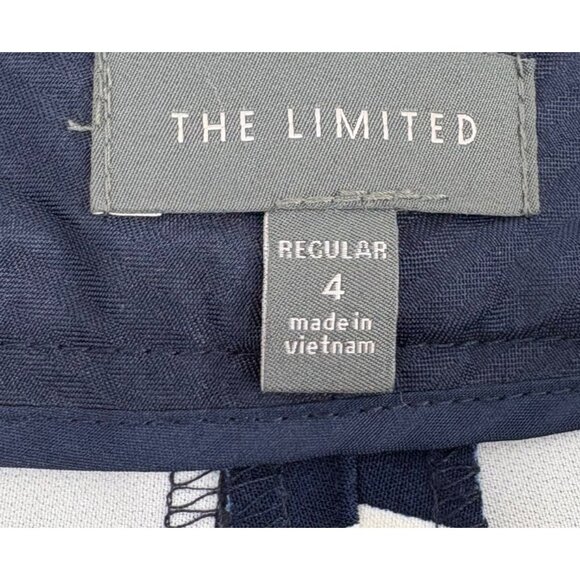 THE LIMITED
REGULAR
4
made in
vietnam